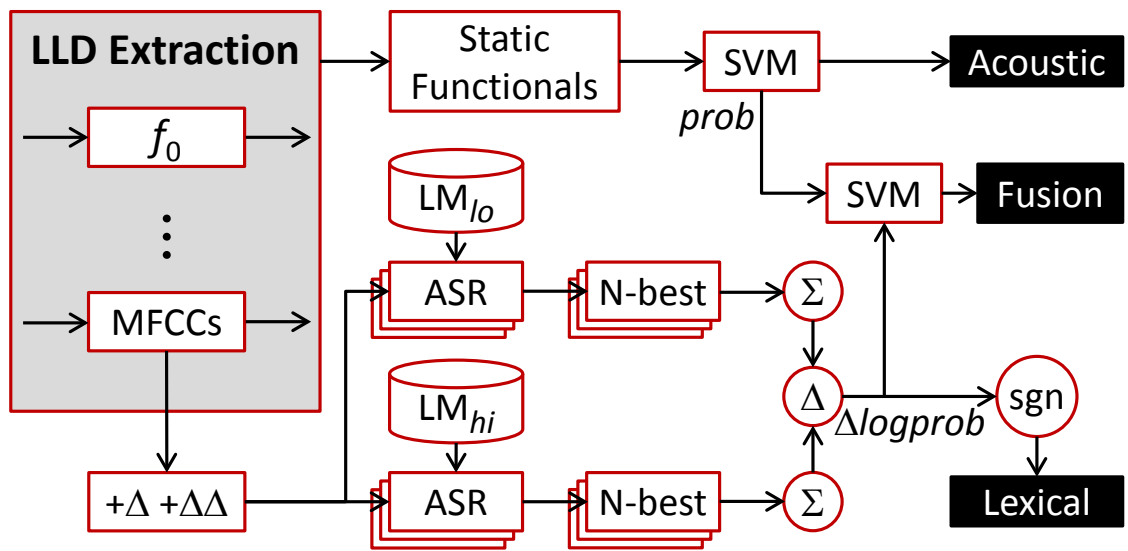 LLD Extraction
f0
⋮
MFCCs
+Δ +ΔΔ
Static
Functionals
SVM
prob
Acoustic
SVM
Fusion
LMlo
ASR
N-best
Σ
LMhi
ASR
N-best
Σ
Δ
Δlogprob
sgn
Lexical